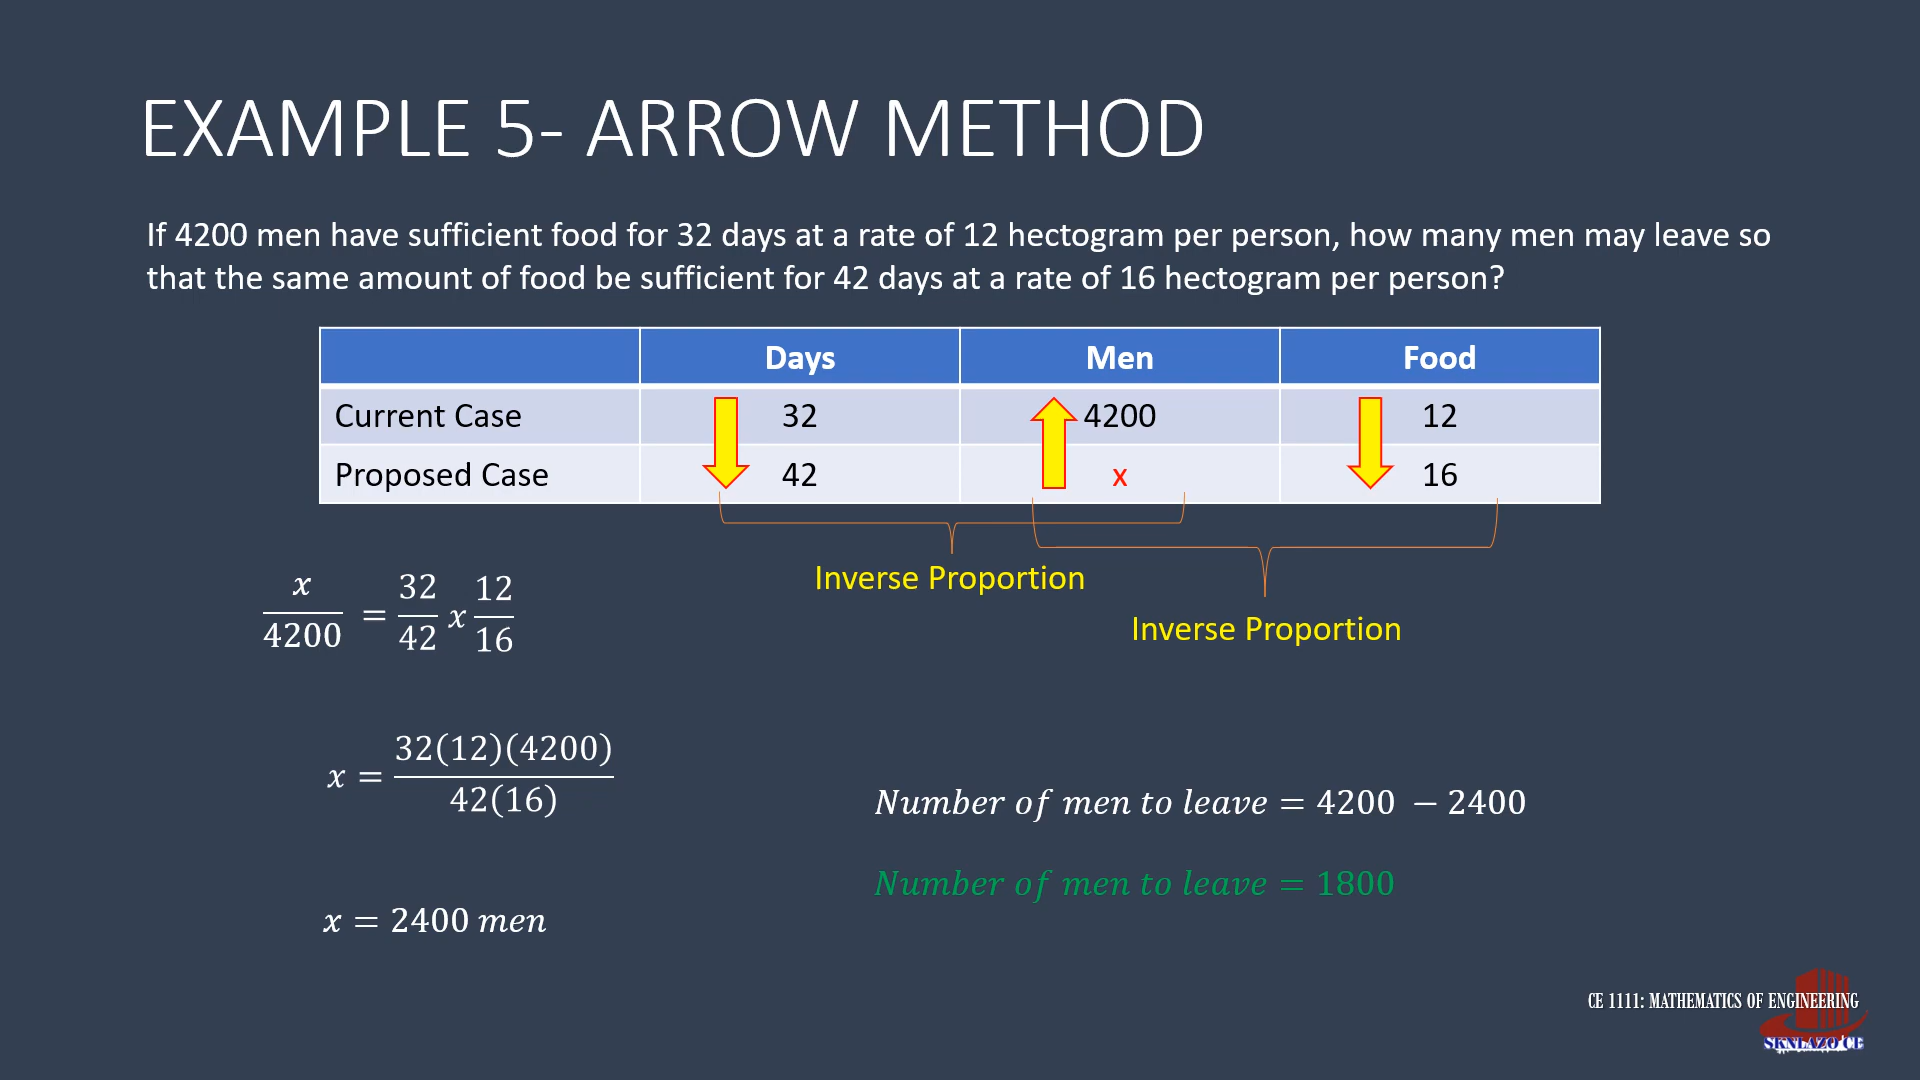 EXAMPLE 5- ARROW METHOD
If 4200 men have sufficient food for 32 days at a rate of 12 hectogram per person, how many men may leave so
that the same amount of food be sufficient for 42 days at a rate of 16 hectogram per person?
Days Men Food
Current Case 32 4200 12
Proposed Case 42 x 16
Inverse Proportion
Inverse Proportion
x/4200 = 32/42 x 12/16
x = 32(12)(4200)/42(16)
x = 2400 men
Number of men to leave = 4200 − 2400
Number of men to leave = 1800
CE 1111: MATHEMATICS OF ENGINEERING
SKNLAZO CE